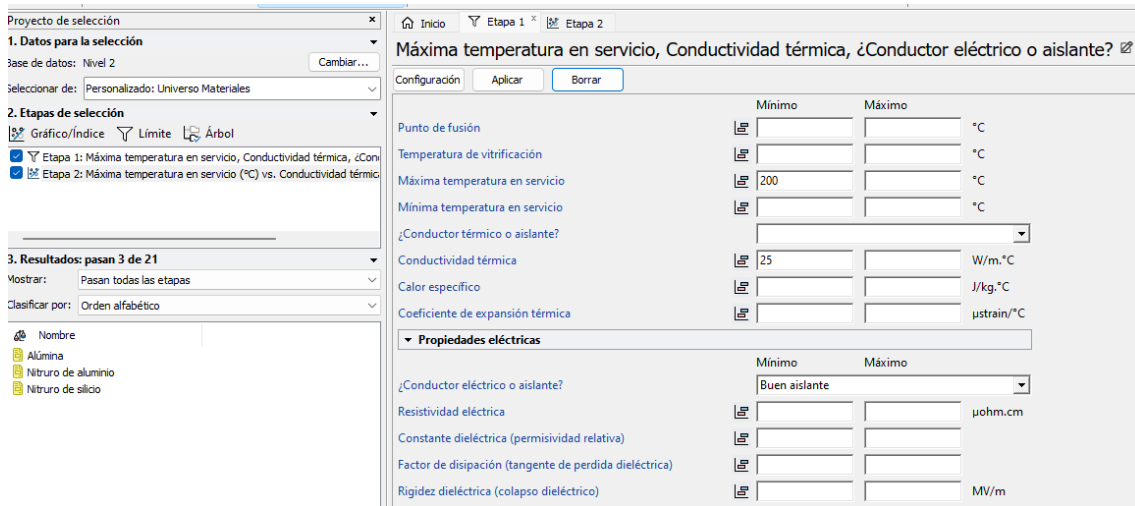 Proyecto de selección ×
1. Datos para la selección
Base de datos: Nivel 2 Cambiar...
Seleccionar de: Personalizado: Universo Materiales
2. Etapas de selección
Gráfico/Índice Límite Árbol
Etapa 1: Máxima temperatura en servicio, Conductividad térmica, ¿Con
Etapa 2: Máxima temperatura en servicio (°C) vs. Conductividad térmic
3. Resultados: pasan 3 de 21
Mostrar: Pasan todas las etapas
Clasificar por: Orden alfabético
Nombre
Alúmina
Nitruro de aluminio
Nitruro de silicio
Inicio Etapa 1 × Etapa 2
Máxima temperatura en servicio, Conductividad térmica, ¿Conductor eléctrico o aislante?
Configuración Aplicar Borrar
Mínimo Máximo
Punto de fusión °C
Temperatura de vitrificación °C
Máxima temperatura en servicio 200 °C
Mínima temperatura en servicio °C
¿Conductor térmico o aislante?
Conductividad térmica 25 W/m.°C
Calor específico J/kg.°C
Coeficiente de expansión térmica µstrain/°C
Propiedades eléctricas
Mínimo Máximo
¿Conductor eléctrico o aislante? Buen aislante
Resistividad eléctrica µohm.cm
Constante dieléctrica (permisividad relativa)
Factor de disipación (tangente de perdida dieléctrica)
Rigidez dieléctrica (colapso dieléctrico) MV/m